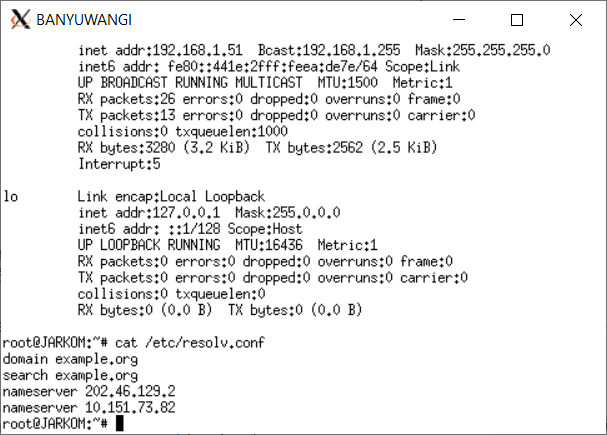 BANYUWANGI
inet addr:192.168.1.51  Bcast:192.168.1.255  Mask:255.255.255.0
inet6 addr: fe80::441e:2fff:feea:de7e/64 Scope:Link
UP BROADCAST RUNNING MULTICAST  MTU:1500  Metric:1
RX packets:26 errors:0 dropped:0 overruns:0 frame:0
TX packets:13 errors:0 dropped:0 overruns:0 carrier:0
collisions:0 txqueuelen:1000
RX bytes:3280 (3.2 KiB)  TX bytes:2562 (2.5 KiB)
Interrupt:5
lo        Link encap:Local Loopback
inet addr:127.0.0.1  Mask:255.0.0.0
inet6 addr: ::1/128 Scope:Host
UP LOOPBACK RUNNING  MTU:16436  Metric:1
RX packets:0 errors:0 dropped:0 overruns:0 frame:0
TX packets:0 errors:0 dropped:0 overruns:0 carrier:0
collisions:0 txqueuelen:0
RX bytes:0 (0.0 B)  TX bytes:0 (0.0 B)
root@JARKOM:~# cat /etc/resolv.conf
domain example.org
search example.org
nameserver 202.46.129.2
nameserver 10.151.73.82
root@JARKOM:~#